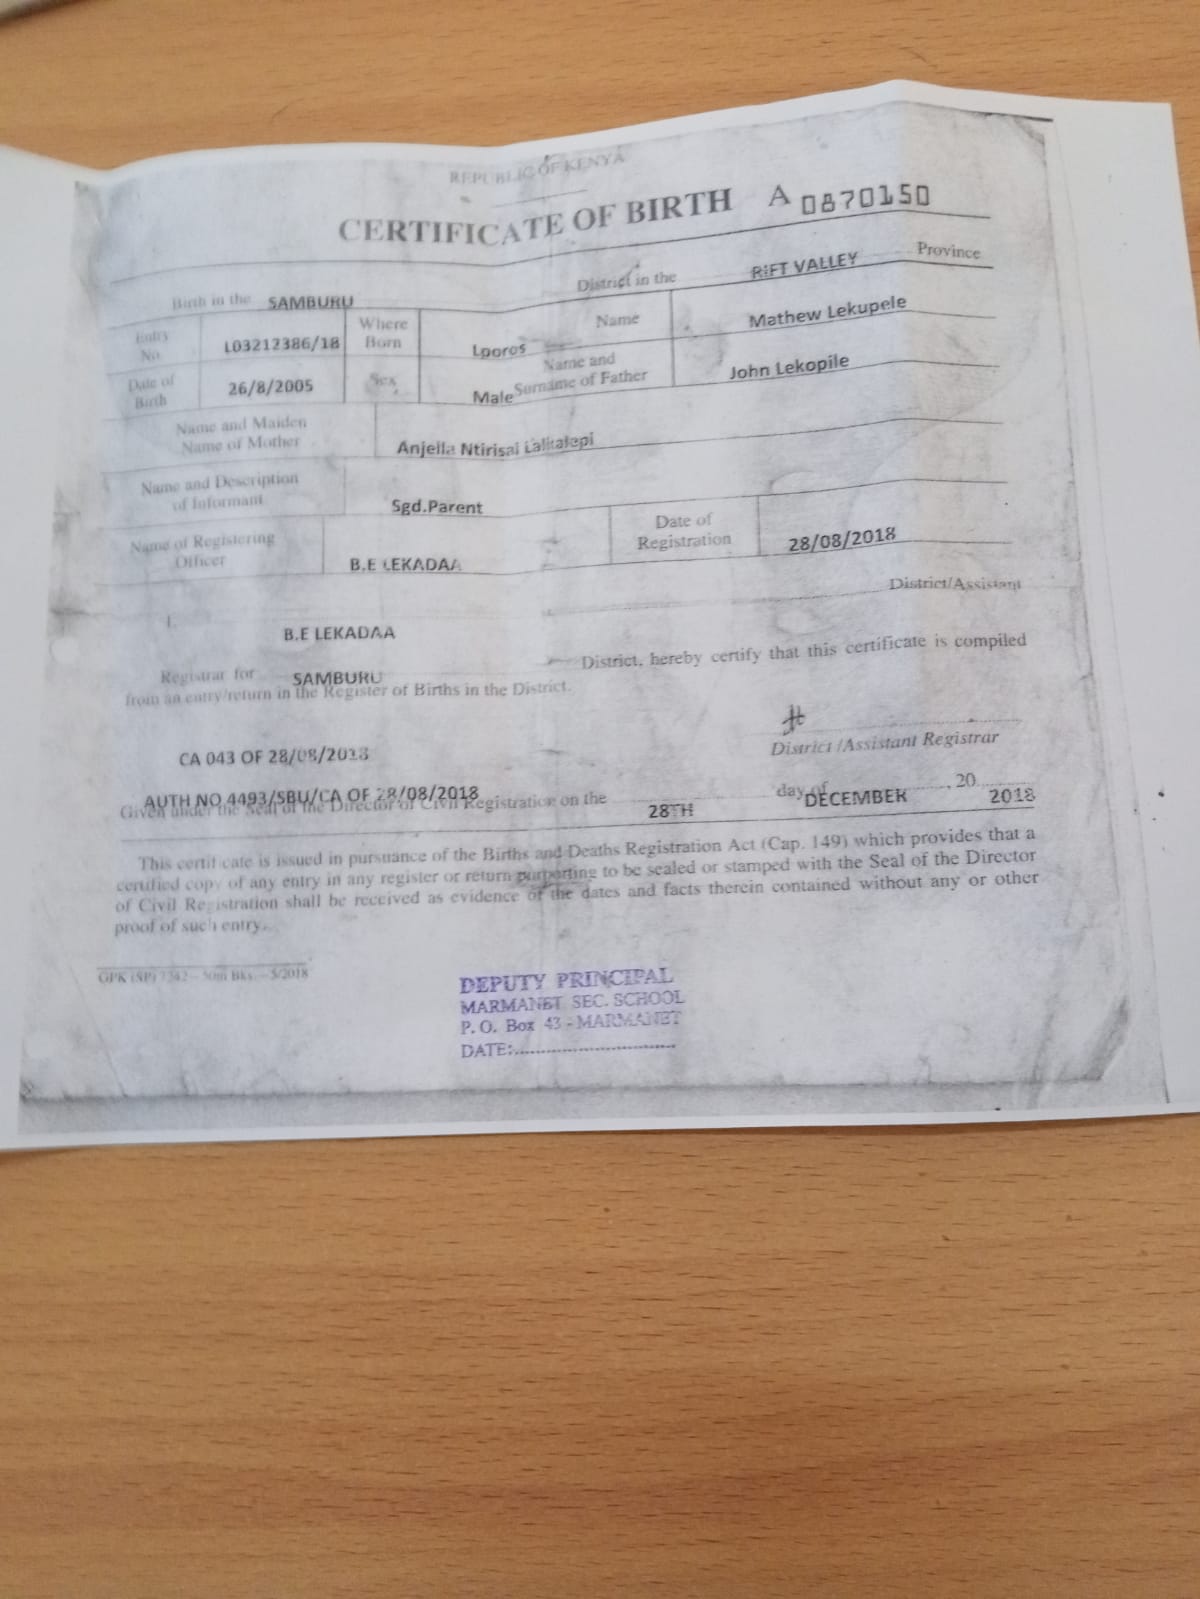 REPUBLIC OF KENYA
CERTIFICATE OF BIRTH A 0870150
Birth in the SAMBURU District in the RIFT VALLEY Province
Entry No. L03212386/18 Where Born Lporos Name Mathew Lekupele
Date of Birth 26/8/2005 Sex Male Name and Surname of Father John Lekopile
Name and Maiden Name of Mother Anjella Ntirisai
Name and Description of Informant Sgd.Parent
Name of Registering Officer B.E LEKADAA Date of Registration 28/08/2018
I, B.E LEKADAA District/Assistant
Registrar for SAMBURU District, hereby certify that this certificate is compiled
from an entry/return in the Register of Births in the District.
District/Assistant Registrar
CA 043 OF 28/08/2018
AUTH NO 4493/SBU/CA OF 28/08/2018
Given under the Seal of the Director of Civil Registration on the 28TH day of DECEMBER, 20 2018
This certificate is issued in pursuance of the Births and Deaths Registration Act (Cap. 149) which provides that a
certified copy of any entry in any register or return purporting to be sealed or stamped with the Seal of the Director
of Civil Registration shall be received as evidence of the dates and facts therein contained without any or other
proof of such entry.
GPK (SP) 7342—50m Bks.—5/2018
DEPUTY PRINCIPAL
MARMANET SEC. SCHOOL
P. O. Box 43 - MARMANET
DATE: